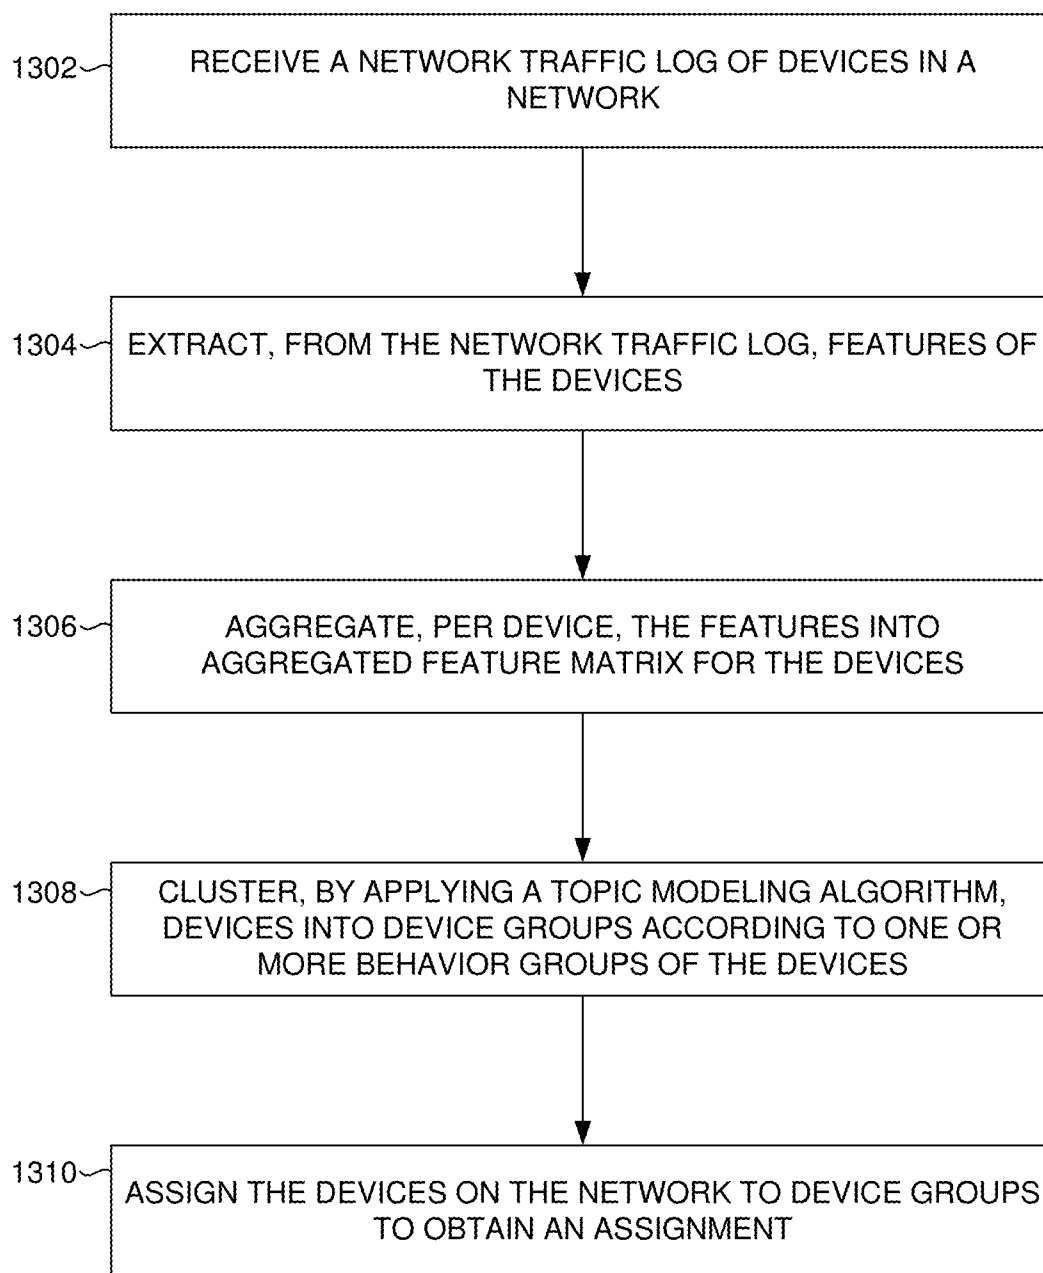 1302
RECEIVE A NETWORK TRAFFIC LOG OF DEVICES IN A
NETWORK
1304
EXTRACT, FROM THE NETWORK TRAFFIC LOG, FEATURES OF
THE DEVICES
1306
AGGREGATE, PER DEVICE, THE FEATURES INTO
AGGREGATED FEATURE MATRIX FOR THE DEVICES
1308
CLUSTER, BY APPLYING A TOPIC MODELING ALGORITHM,
DEVICES INTO DEVICE GROUPS ACCORDING TO ONE OR
MORE BEHAVIOR GROUPS OF THE DEVICES
1310
ASSIGN THE DEVICES ON THE NETWORK TO DEVICE GROUPS
TO OBTAIN AN ASSIGNMENT